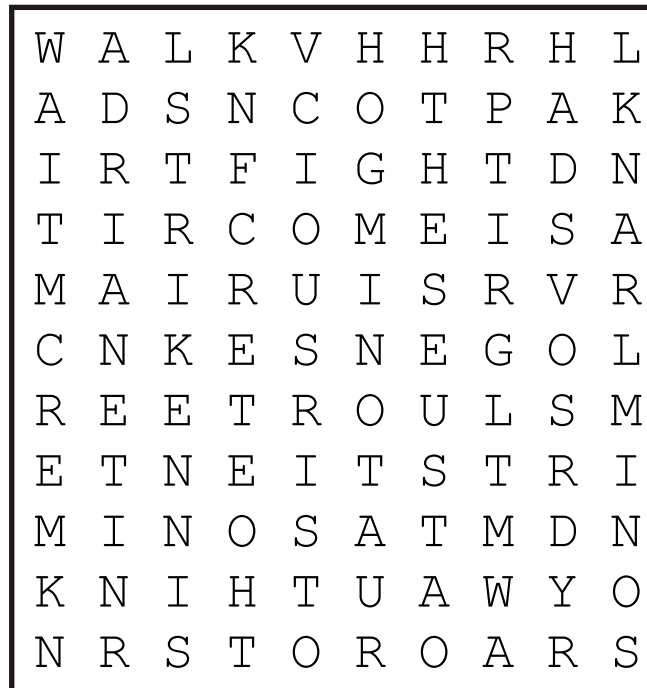 W A L K V H H R H L
A D S N C O T P A K
I R T F I G H T D N
T I R C O M E I S A
M A I R U I S R V R
C N K E S N E G O L
R E E T R O U L S M
E T N E I T S T R I
M I N O S A T M D N
K N I H T U A W Y O
N R S T O R O A R S